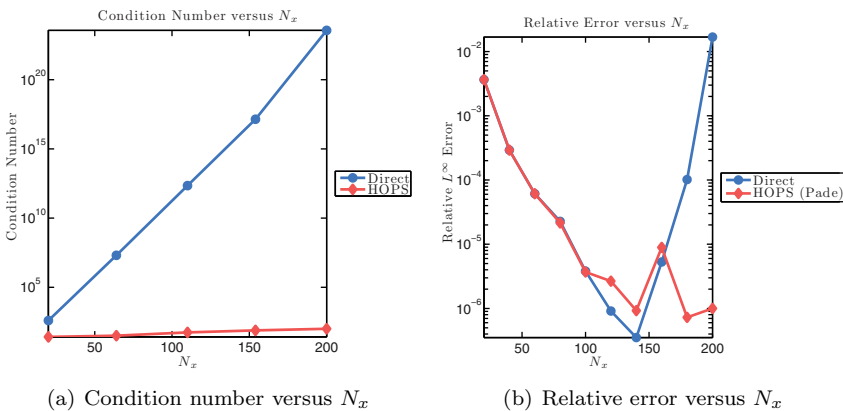 Condition Number versus $N_x$
Condition Number
10^20
10^15
10^10
10^5
50
100
150
200
$N_x$
Direct
HOPS
(a) Condition number versus $N_x$
Relative Error versus $N_x$
Relative $L^\infty$ Error
10^-2
10^-3
10^-4
10^-5
10^-6
50
100
150
200
$N_x$
Direct
HOPS (Pade)
(b) Relative error versus $N_x$